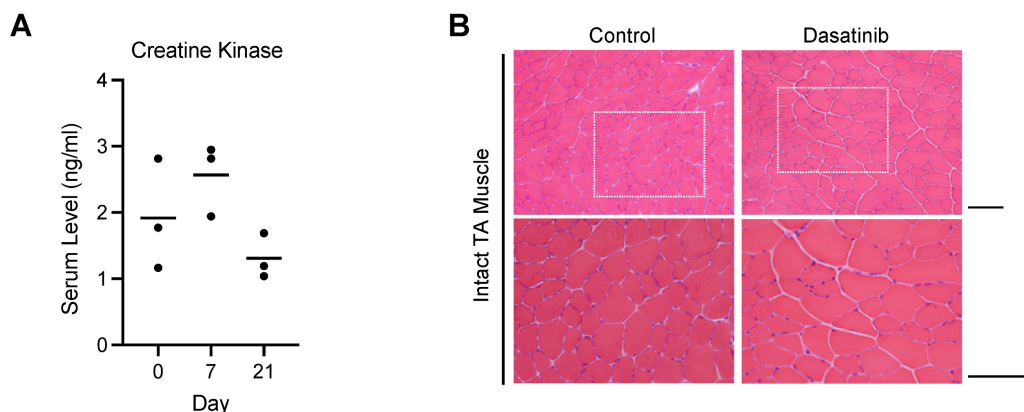 A
Creatine Kinase
Serum Level (ng/ml)
4
3
2
1
0
0 7 21
Day
B
Control Dasatinib
Intact TA Muscle